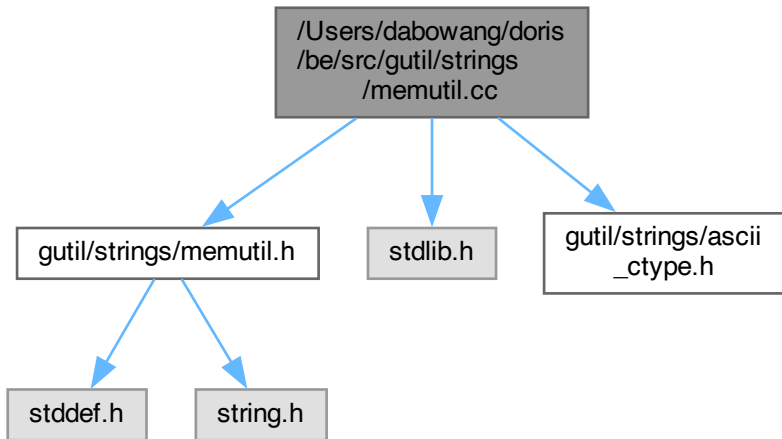 /Users/dabowang/doris
/be/src/gutil/strings
/memutil.cc
gutil/strings/memutil.h
stdlib.h
gutil/strings/ascii
_ctype.h
stddef.h
string.h